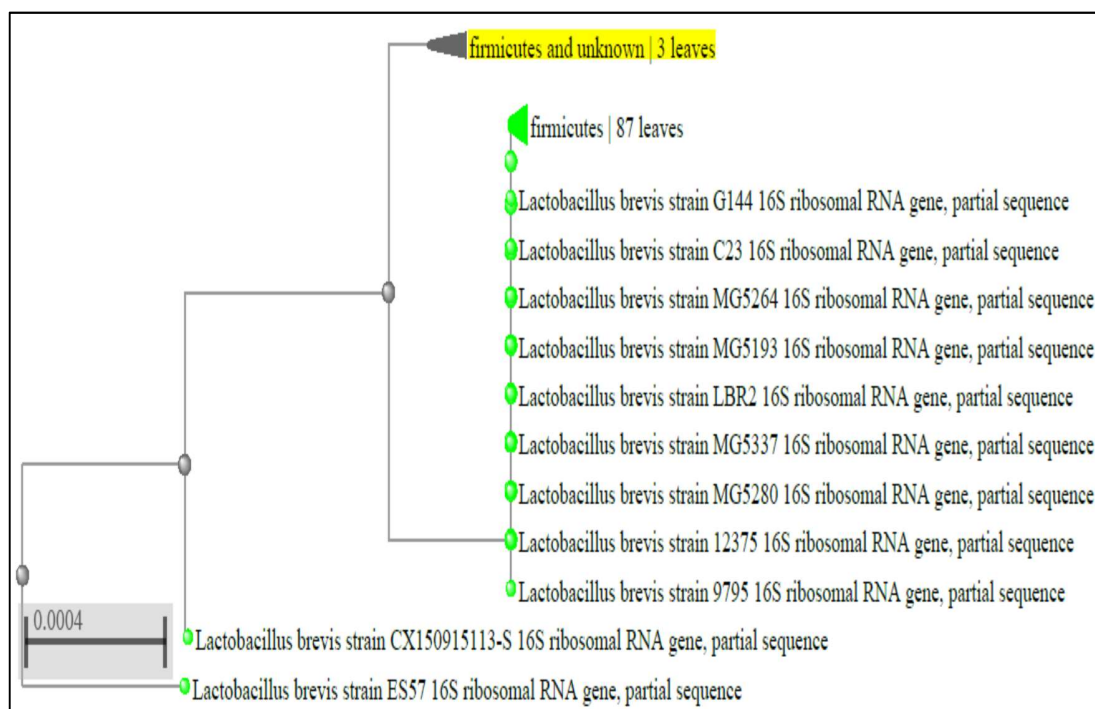 firmicutes and unknown | 3 leaves
firmicutes | 87 leaves
Lactobacillus brevis strain G144 16S ribosomal RNA gene, partial sequence
Lactobacillus brevis strain C23 16S ribosomal RNA gene, partial sequence
Lactobacillus brevis strain MG5264 16S ribosomal RNA gene, partial sequence
Lactobacillus brevis strain MG5193 16S ribosomal RNA gene, partial sequence
Lactobacillus brevis strain LBR2 16S ribosomal RNA gene, partial sequence
Lactobacillus brevis strain MG5337 16S ribosomal RNA gene, partial sequence
Lactobacillus brevis strain MG5280 16S ribosomal RNA gene, partial sequence
Lactobacillus brevis strain 12375 16S ribosomal RNA gene, partial sequence
Lactobacillus brevis strain 9795 16S ribosomal RNA gene, partial sequence
0.0004
Lactobacillus brevis strain CX150915113-S 16S ribosomal RNA gene, partial sequence
Lactobacillus brevis strain ES57 16S ribosomal RNA gene, partial sequence